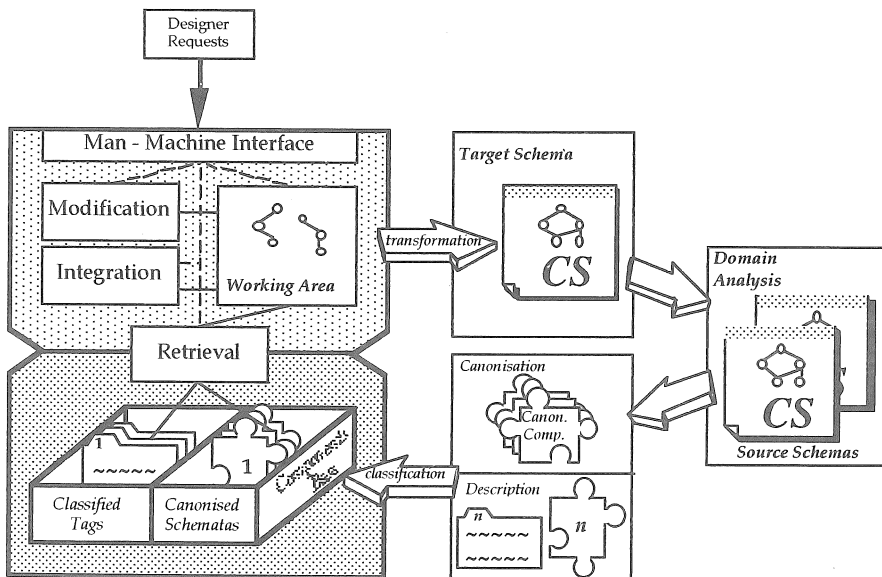 Designer
Requests
Man - Machine Interface
Modification
Integration
Working Area
Retrieval
transformation
Target Schema
CS
Domain
Analysis
CS
Source Schemas
Canonisation
Canon.
Comp.
Description
n
~~~~~
~~~~~
n
classification
1
~~~~~
1
Classified
Tags
Canonised
Schematas